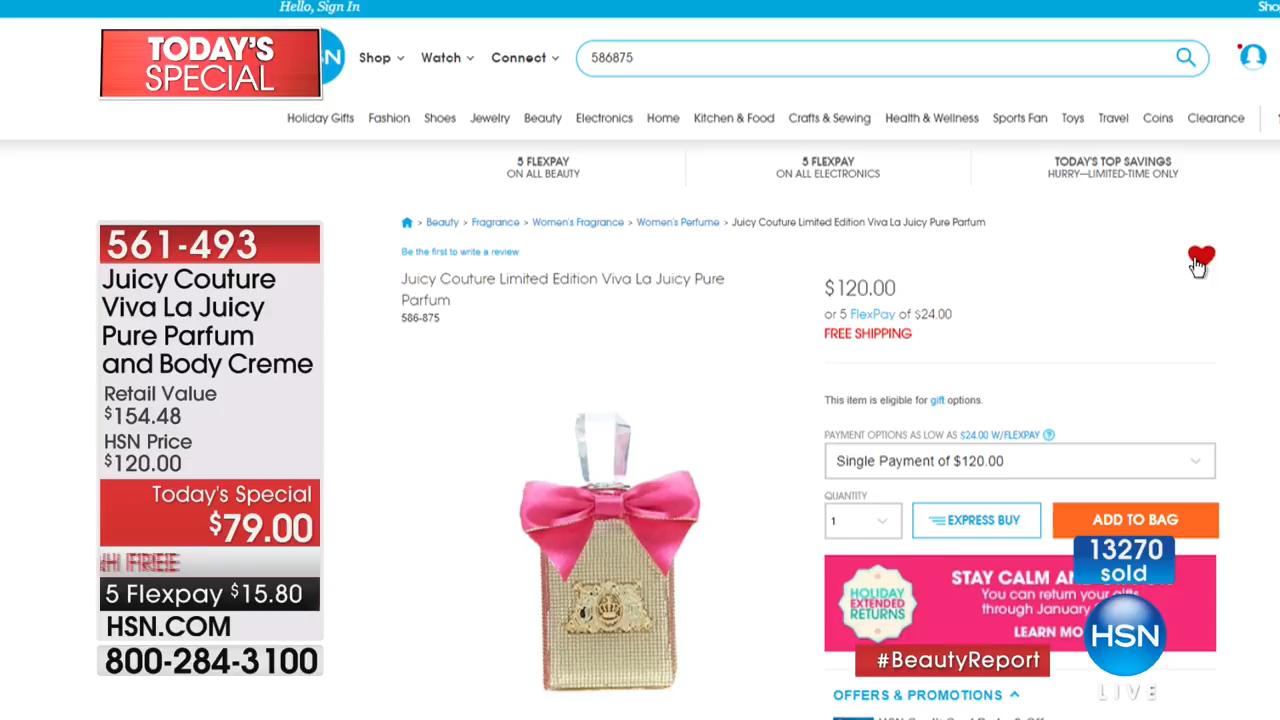 Hello, Sign In
TODAY'S
SPECIAL
Shop
Watch
Connect
586875
Holiday Gifts
Fashion
Shoes
Jewelry
Beauty
Electronics
Home
Kitchen & Food
Crafts & Sewing
Health & Wellness
Sports Fan
Toys
Travel
Coins
Clearance
5 FLEXPAY
ON ALL BEAUTY
5 FLEXPAY
ON ALL ELECTRONICS
TODAY'S TOP SAVINGS
HURRY—LIMITED-TIME ONLY
> Beauty > Fragrance > Women's Fragrance > Women's Perfume > Juicy Couture Limited Edition Viva La Juicy Pure Parfum
Be the first to write a review
Juicy Couture Limited Edition Viva La Juicy Pure
Parfum
586-875
561-493
Juicy Couture
Viva La Juicy
Pure Parfum
and Body Creme
Retail Value
$154.48
HSN Price
$120.00
Today's Special
$79.00
FREE
5 Flexpay $15.80
HSN.COM
800-284-3100
$120.00
or 5 FlexPay of $24.00
FREE SHIPPING
This item is eligible for gift options.
PAYMENT OPTIONS AS LOW AS $24.00 W/FLEXPAY ?
Single Payment of $120.00
QUANTITY
1
EXPRESS BUY
ADD TO BAG
13270
sold
HOLIDAY
EXTENDED
RETURNS
STAY CALM
You can return your gifts
through January
LEARN
HSN
LIVE
#BeautyReport
OFFERS & PROMOTIONS